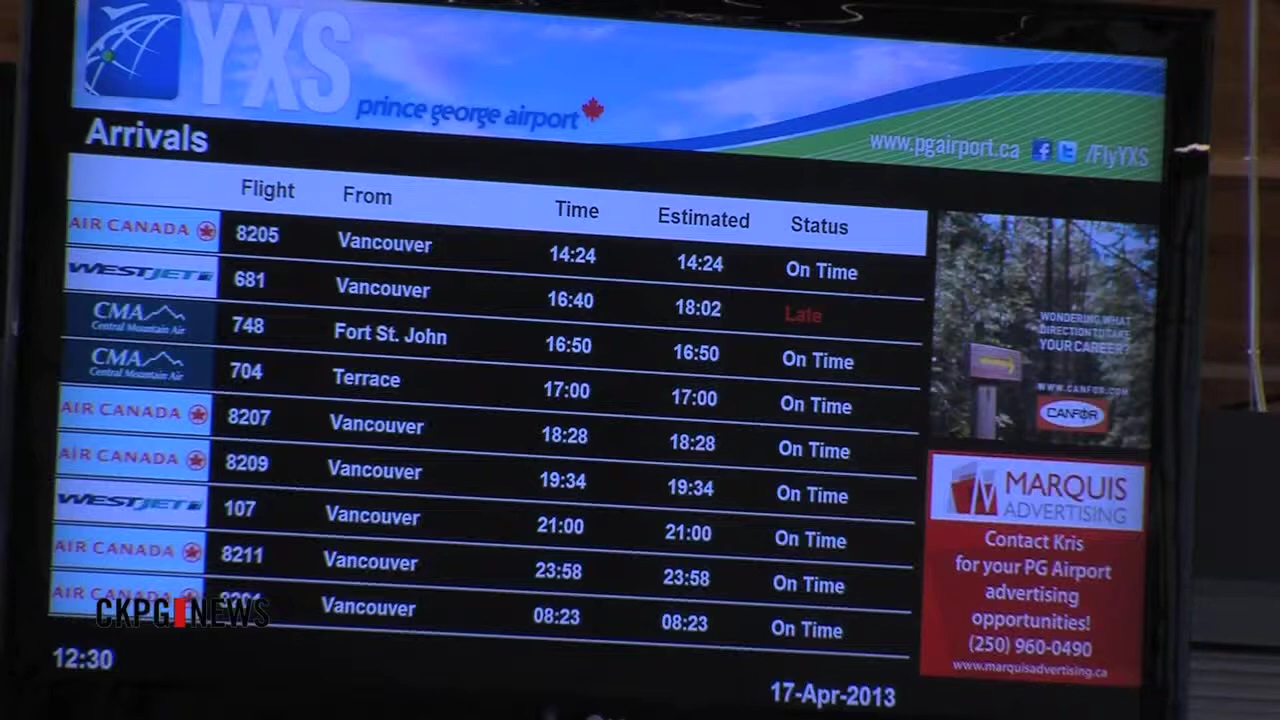 YXS
prince george airport
www.pgairport.ca /FlyYXS
Arrivals
Flight From Time Estimated Status
AIR CANADA 8205 Vancouver 14:24 14:24 On Time
WESTJET 681 Vancouver 16:40 18:02 Late
CMA Central Mountain Air 748 Fort St. John 16:50 16:50 On Time
CMA Central Mountain Air 704 Terrace 17:00 17:00 On Time
AIR CANADA 8207 Vancouver 18:28 18:28 On Time
AIR CANADA 8209 Vancouver 19:34 19:34 On Time
WESTJET 107 Vancouver 21:00 21:00 On Time
AIR CANADA 8211 Vancouver 23:58 23:58 On Time
AIR CANADA Vancouver 08:23 08:23 On Time
CKPG NEWS
12:30
17-Apr-2013
WONDERING WHAT
DIRECTION TO TAKE
YOUR CAREER?
WWW.CANFOR.COM
CANFOR
MARQUIS
ADVERTISING
Contact Kris
for your PG Airport
advertising
opportunities!
(250) 960-0490
www.marquisadvertising.ca